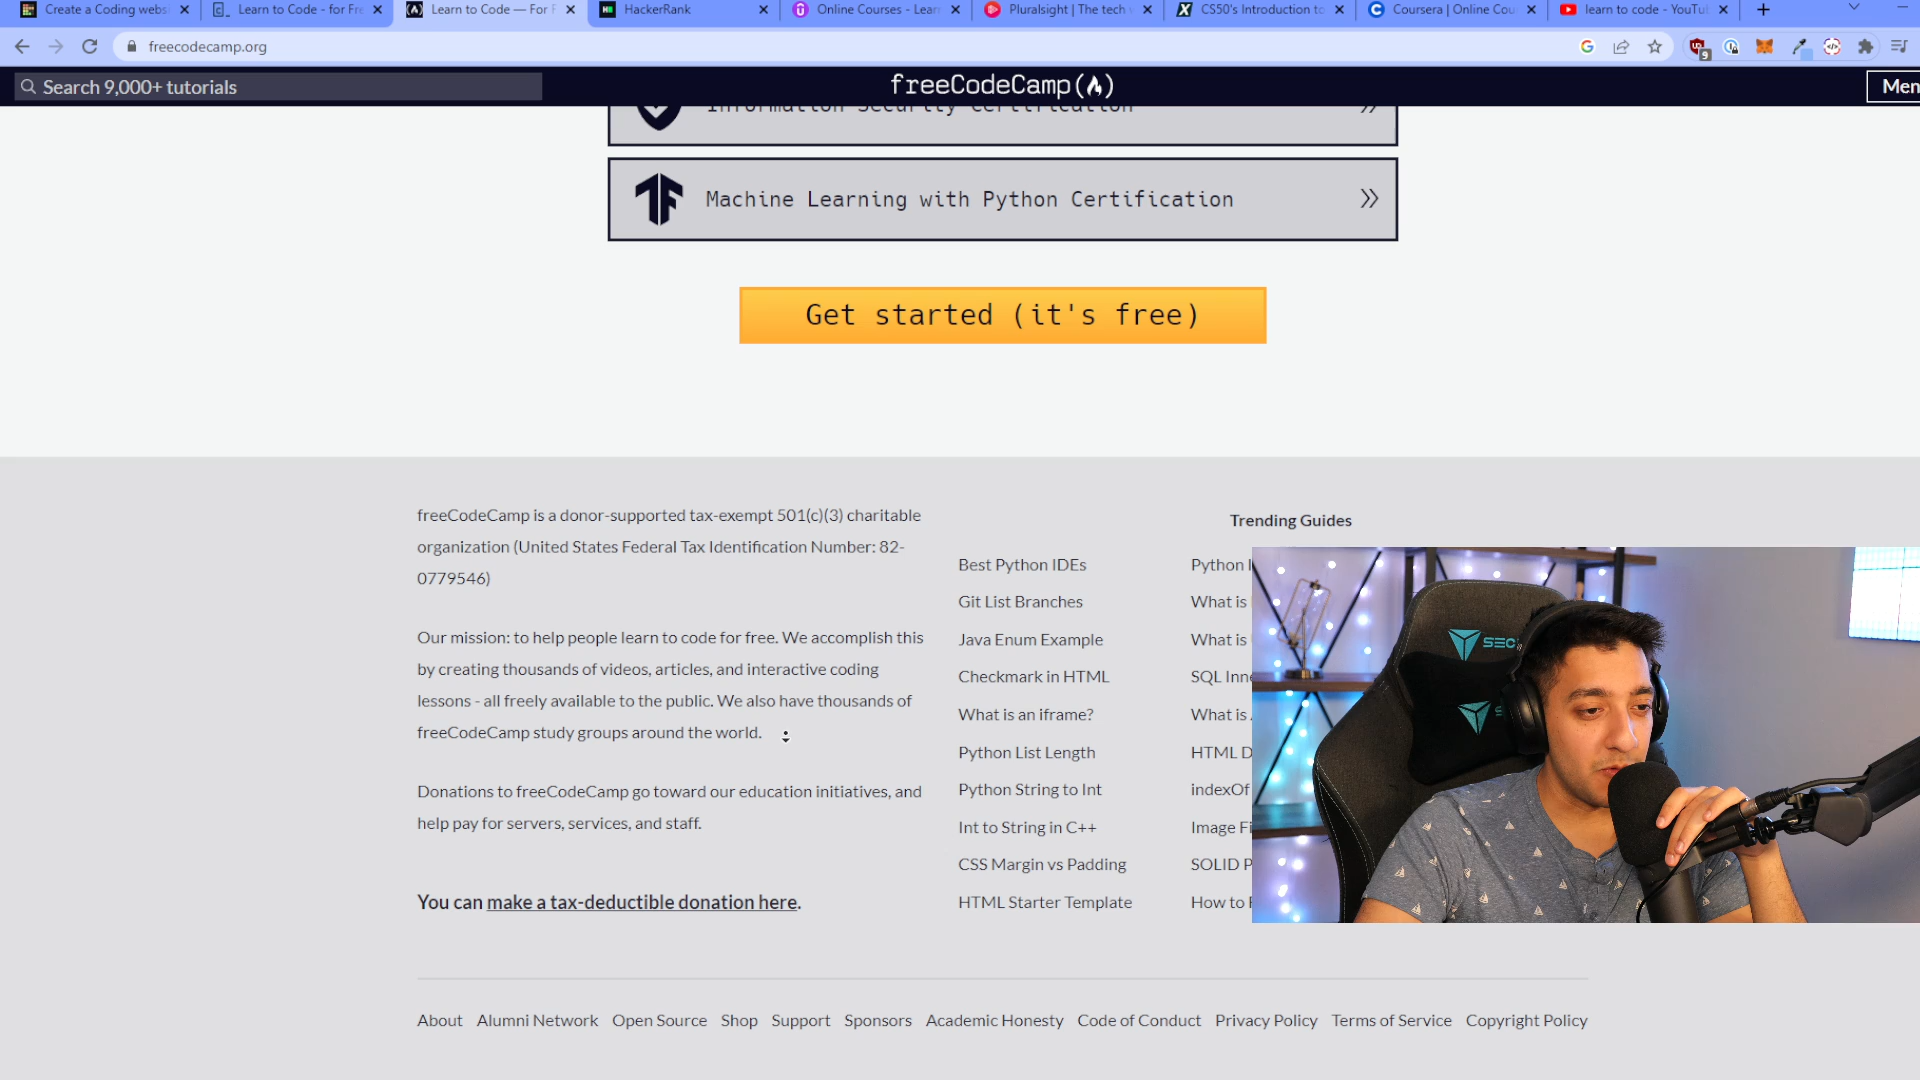 Create a Coding webs
Learn to Code - for Fre
Learn to Code — For F
HackerRank
Online Courses - Lear
Pluralsight | The tech
CS50's Introduction to
Coursera | Online Cou
learn to code - YouTu
freecodecamp.org
9
Search 9,000+ tutorials
freeCodeCamp
Men
Information Security Certification
Machine Learning with Python Certification
Get started (it's free)
freeCodeCamp is a donor-supported tax-exempt 501(c)(3) charitable
organization (United States Federal Tax Identification Number: 82-
0779546)
Our mission: to help people learn to code for free. We accomplish this
by creating thousands of videos, articles, and interactive coding
lessons - all freely available to the public. We also have thousands of
freeCodeCamp study groups around the world.
Donations to freeCodeCamp go toward our education initiatives, and
help pay for servers, services, and staff.
You can make a tax-deductible donation here.
Trending Guides
Best Python IDEs
Git List Branches
Java Enum Example
Checkmark in HTML
What is an iframe?
Python List Length
Python String to Int
Int to String in C++
CSS Margin vs Padding
HTML Starter Template
Python
What is
What is
SQL Inn
What is
HTML D
indexOf
Image Fi
SOLID P
How to
SEC
About Alumni Network Open Source Shop Support Sponsors Academic Honesty Code of Conduct Privacy Policy Terms of Service Copyright Policy